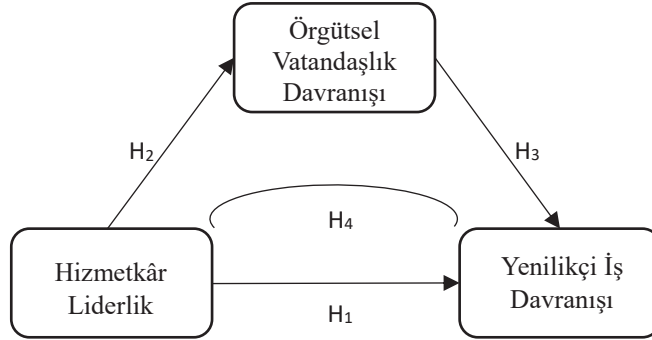 Örgütsel
Vatandaşlık
Davranışı
H2
H3
H4
Hizmetkâr
Liderlik
Yenilikçi İş
Davranışı
H1